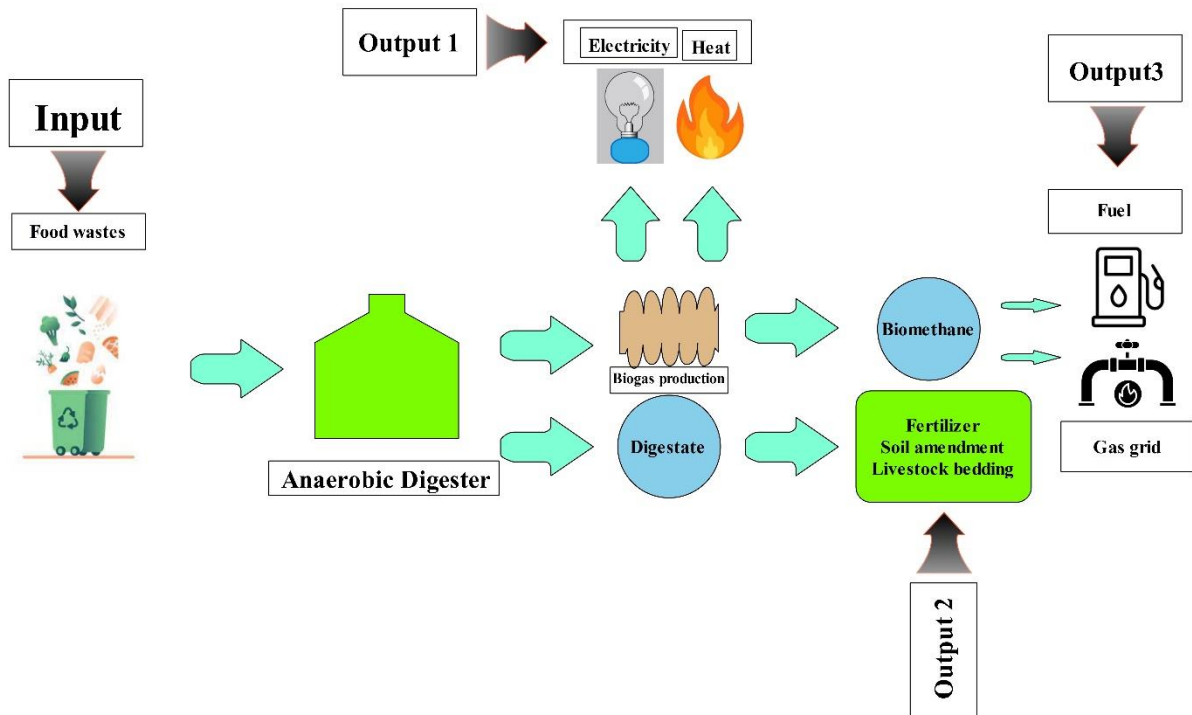 Input
Food wastes
Anaerobic Digester
Output 1
Electricity
Heat
Biogas production
Digestate
Biomethane
Fertilizer
Soil amendment
Livestock bedding
Output 2
Output3
Fuel
Gas grid